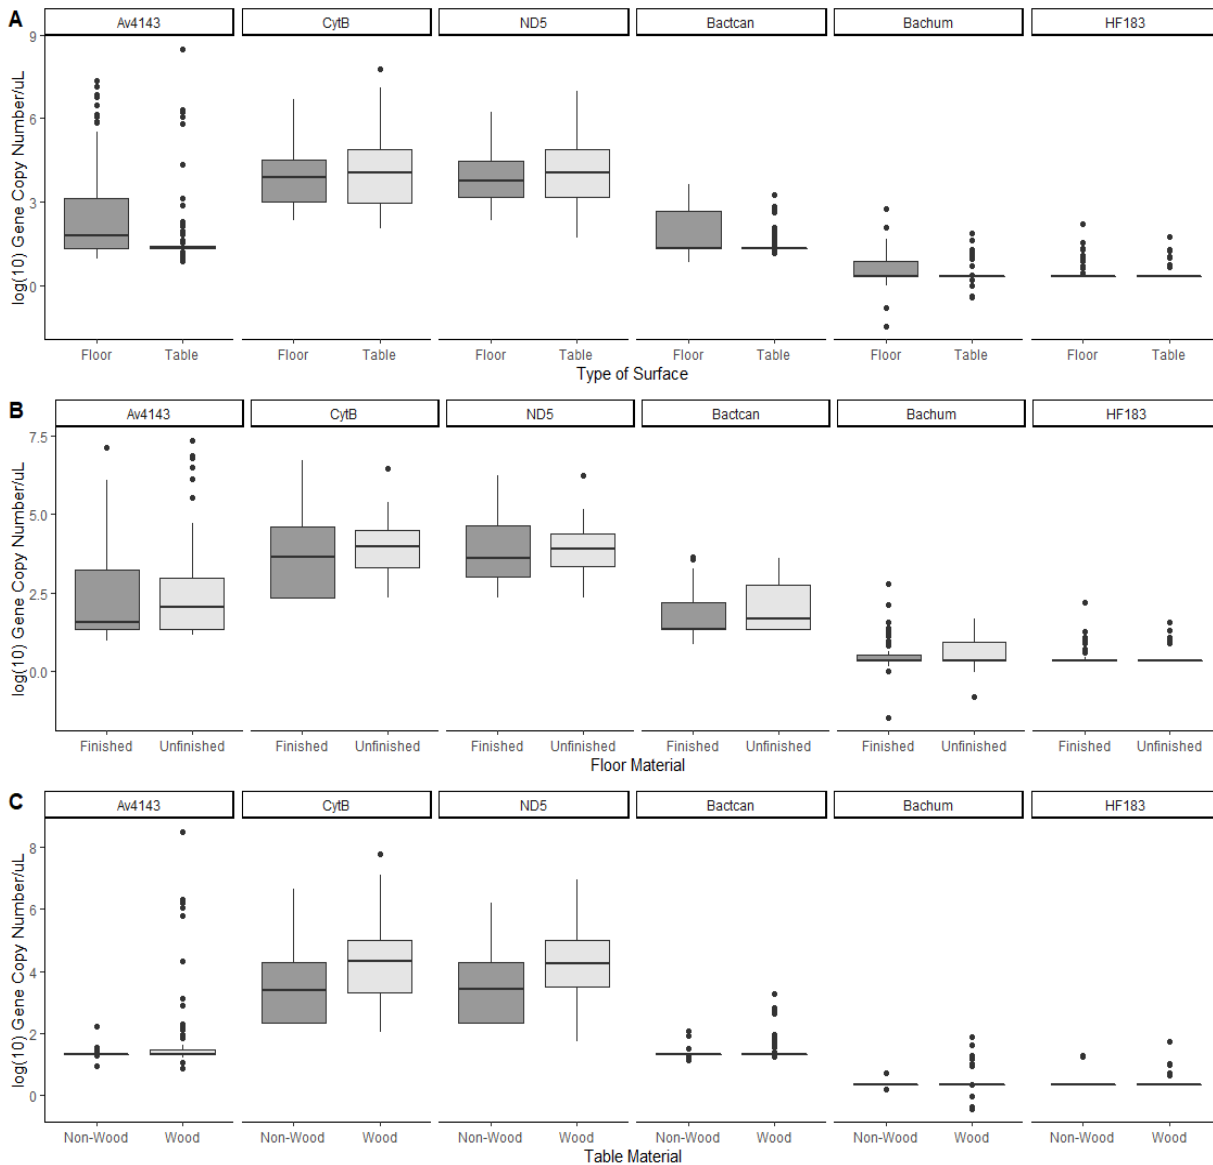 A
Av4143 CytB ND5 Bactcan Bachum HF183
9
6
3
0
log(10) Gene Copy Number/uL
Floor Table Floor Table Floor Table Floor Table Floor Table Floor Table
Type of Surface
B
Av4143 CytB ND5 Bactcan Bachum HF183
7.5
5.0
2.5
0.0
log(10) Gene Copy Number/uL
Finished Unfinished Finished Unfinished Finished Unfinished Finished Unfinished Finished Unfinished Finished Unfinished
Floor Material
C
Av4143 CytB ND5 Bactcan Bachum HF183
8
6
4
2
0
log(10) Gene Copy Number/uL
Non-Wood Wood Non-Wood Wood Non-Wood Wood Non-Wood Wood Non-Wood Wood Non-Wood Wood
Table Material